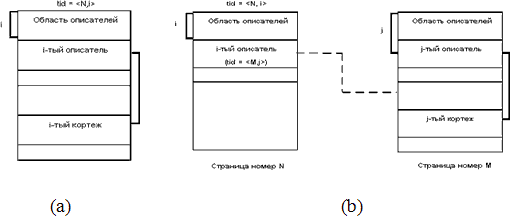 tid = <N,i>
i
Область описателей
i-тый описатель
i-тый кортеж
(a)
tid = <N, i>
i
Область описателей
i-тый описатель
(tid = <M,j>)
Страница номер N
j
Область описателей
j-тый описатель
j-тый кортеж
Страница номер M
(b)